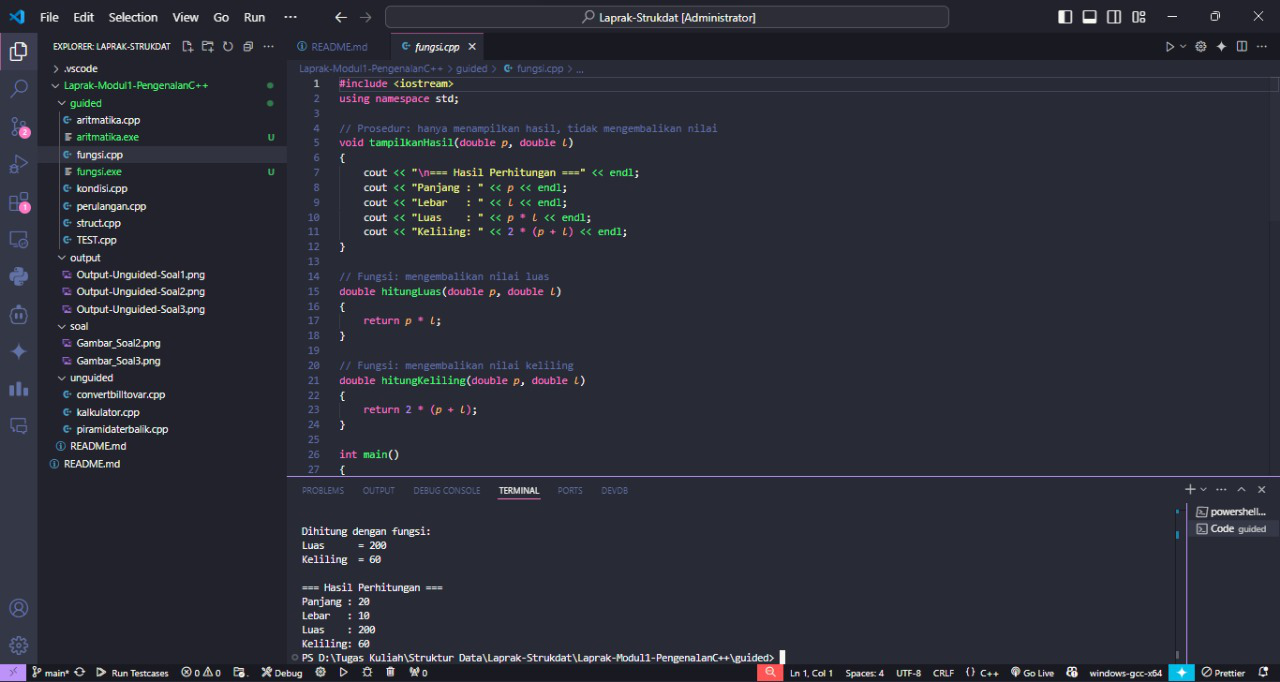 File Edit Selection View Go Run ··· Laprak-Strukdat [Administrator]
EXPLORER: LAPRAK-STRUKDAT
.vscode
Laprak-Modul1-PengenalanC++
guided
aritmatika.cpp
aritmatika.exe U
fungsi.cpp
fungsi.exe U
kondisi.cpp
perulangan.cpp
struct.cpp
TEST.cpp
output
Output-Unguided-Soal1.png
Output-Unguided-Soal2.png
Output-Unguided-Soal3.png
soal
Gambar_Soal2.png
Gambar_Soal3.png
unguided
convertbiltovar.cpp
kalkulator.cpp
piramidaterbalik.cpp
README.md
README.md
2
1
README.md fungsi.cpp
Laprak-Modul1-PengenalanC++ > guided > fungsi.cpp > ...
1 #include <iostream>
2 using namespace std;
3
4 // Prosedur: hanya menampilkan hasil, tidak mengembalikan nilai
5 void tampilkanHasil(double p, double l)
6 {
7 cout << "\n=== Hasil Perhitungan ===" << endl;
8 cout << "Panjang : " << p << endl;
9 cout << "Lebar   : " << l << endl;
10 cout << "Luas    : " << p * l << endl;
11 cout << "Keliling: " << 2 * (p + l) << endl;
12 }
13
14 // Fungsi: mengembalikan nilai luas
15 double hitungLuas(double p, double l)
16 {
17 return p * l;
18 }
19
20 // Fungsi: mengembalikan nilai keliling
21 double hitungKeliling(double p, double l)
22 {
23 return 2 * (p + l);
24 }
25
26 int main()
27 {
PROBLEMS OUTPUT DEBUG CONSOLE TERMINAL PORTS DEVDB
Dihitung dengan fungsi:
Luas     = 200
Keliling = 60
=== Hasil Perhitungan ===
Panjang : 20
Lebar   : 10
Luas    : 200
Keliling: 60
PS D:\Tugas Kuliah\Struktur Data\Laprak-Strukdat\Laprak-Modul1-PengenalanC++\guided>
powershell...
Code guided
main* Run Testcases 0 0 Debug 0 Ln 1, Col 1 Spaces: 4 UTF-8 CRLF {} C++ Go Live windows-gcc-x64 Prettier